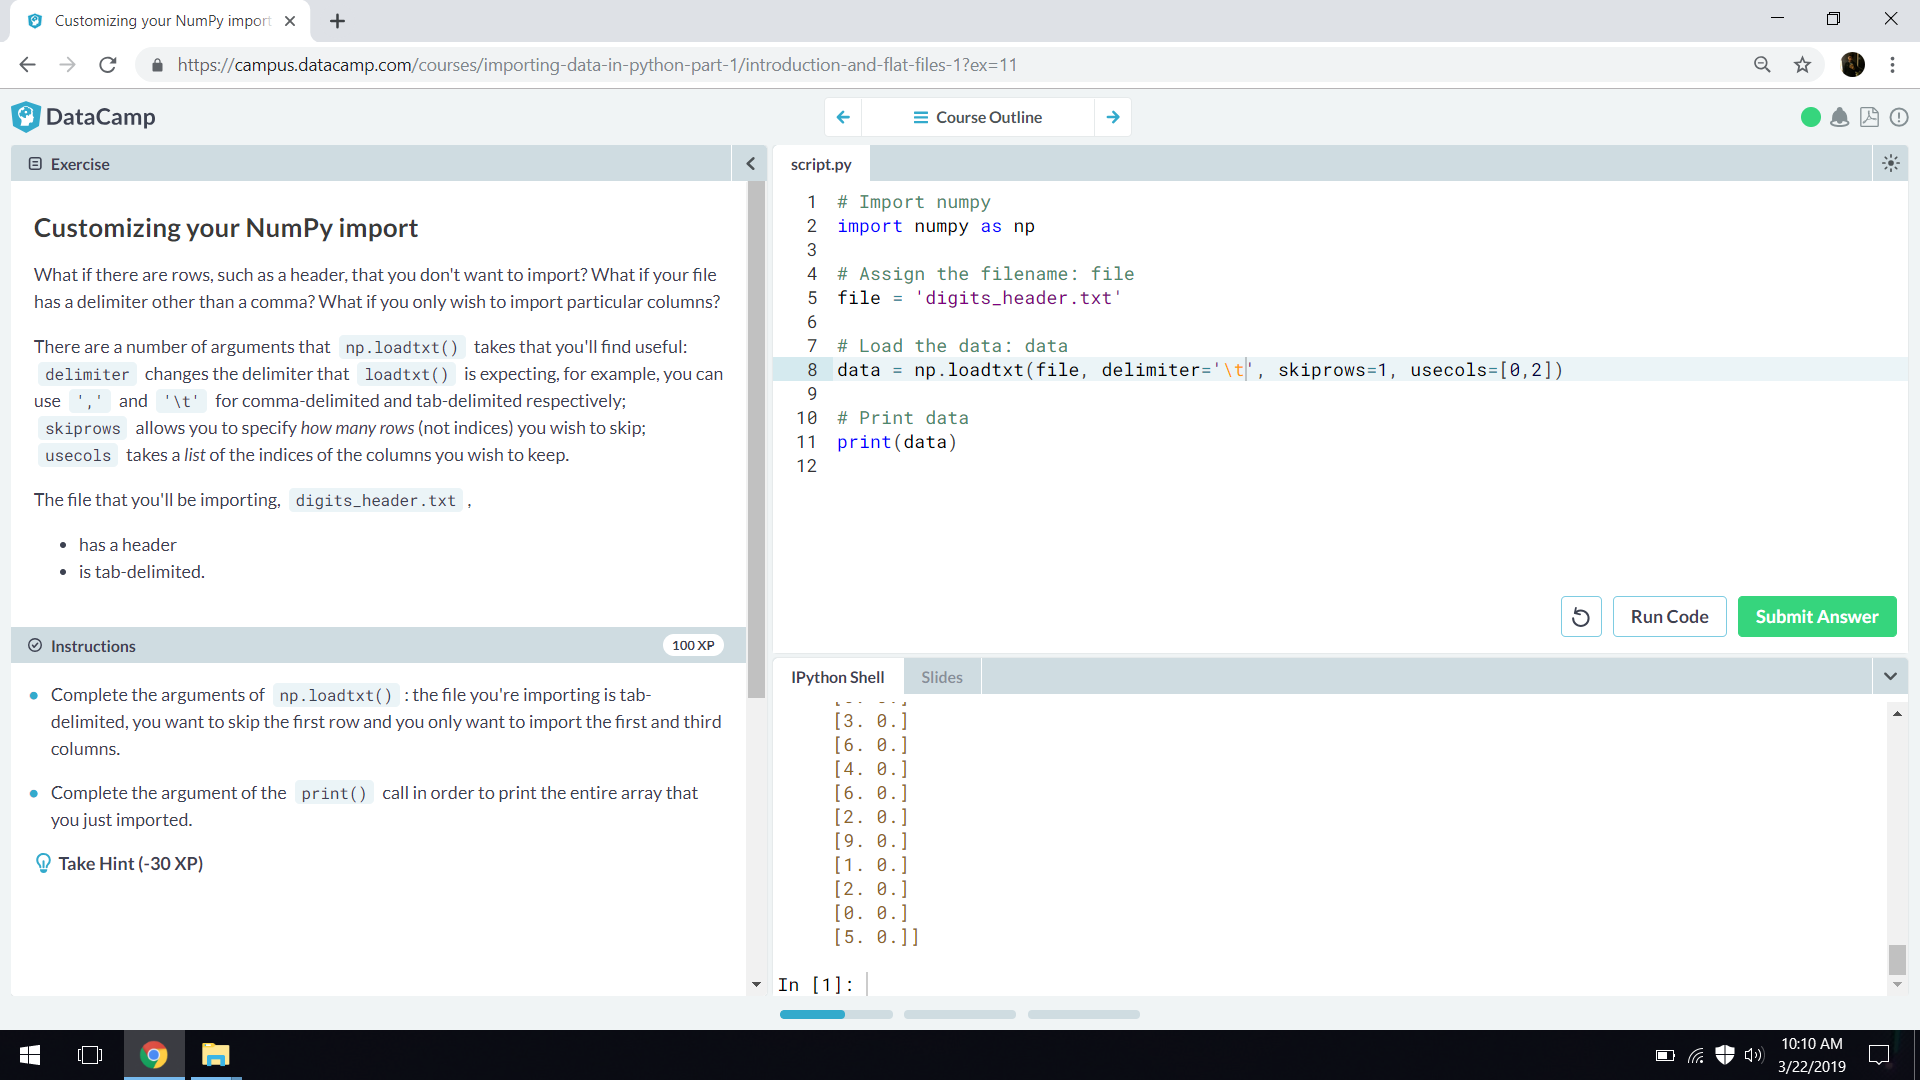 Customizing your NumPy import
https://campus.datacamp.com/courses/importing-data-in-python-part-1/introduction-and-flat-files-1?ex=11
DataCamp
Course Outline
Exercise
Customizing your NumPy import
What if there are rows, such as a header, that you don't want to import? What if your file
has a delimiter other than a comma? What if you only wish to import particular columns?
There are a number of arguments that np.loadtxt() takes that you'll find useful:
delimiter changes the delimiter that loadtxt() is expecting, for example, you can
use ',' and '\t' for comma-delimited and tab-delimited respectively;
skiprows allows you to specify how many rows (not indices) you wish to skip;
usecols takes a list of the indices of the columns you wish to keep.
The file that you'll be importing, digits_header.txt ,
• has a header
• is tab-delimited.
Instructions
100 XP
Complete the arguments of np.loadtxt() : the file you're importing is tab-
delimited, you want to skip the first row and you only want to import the first and third
columns.
Complete the argument of the print() call in order to print the entire array that
you just imported.
Take Hint (-30 XP)
script.py
1 # Import numpy
2 import numpy as np
3
4 # Assign the filename: file
5 file = 'digits_header.txt'
6
7 # Load the data: data
8 data = np.loadtxt(file, delimiter='\t', skiprows=1, usecols=[0,2])
9
10 # Print data
11 print(data)
12
Run Code
Submit Answer
IPython Shell
Slides
[3. 0.]
[6. 0.]
[4. 0.]
[6. 0.]
[2. 0.]
[9. 0.]
[1. 0.]
[2. 0.]
[0. 0.]
[5. 0.]]
In [1]:
10:10 AM
3/22/2019